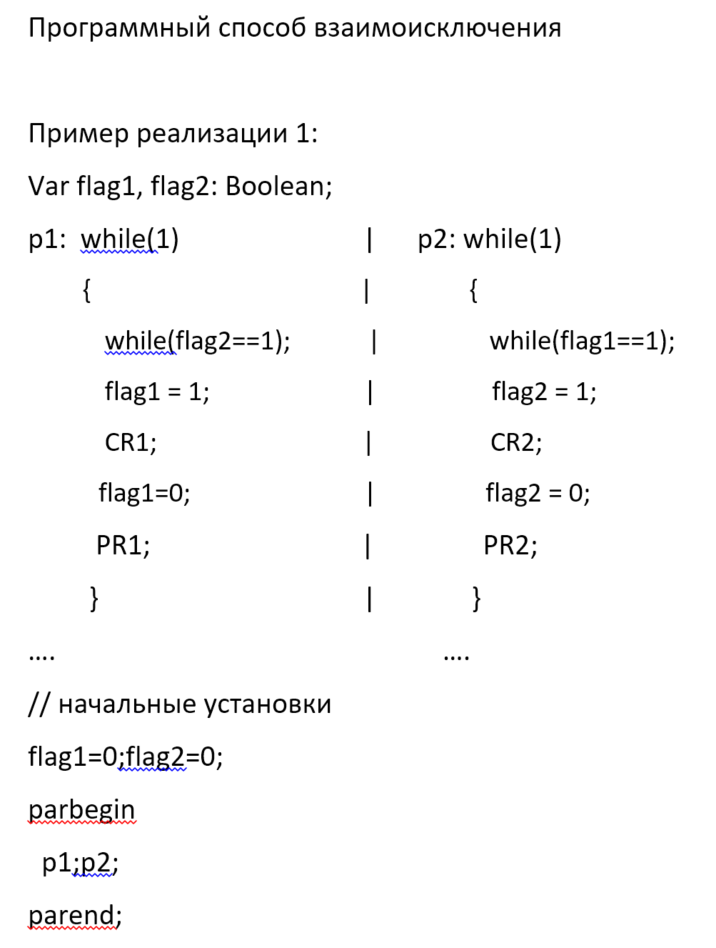 Программный способ взаимоисключения
Пример реализации 1:
Var flag1, flag2: Boolean;
p1: while(1) | p2: while(1)
{ | {
while(flag2==1); | while(flag1==1);
flag1 = 1; | flag2 = 1;
CR1; | CR2;
flag1=0; | flag2 = 0;
PR1; | PR2;
} | }
.... ....
// начальные установки
flag1=0;flag2=0;
parbegin
p1;p2;
parend;